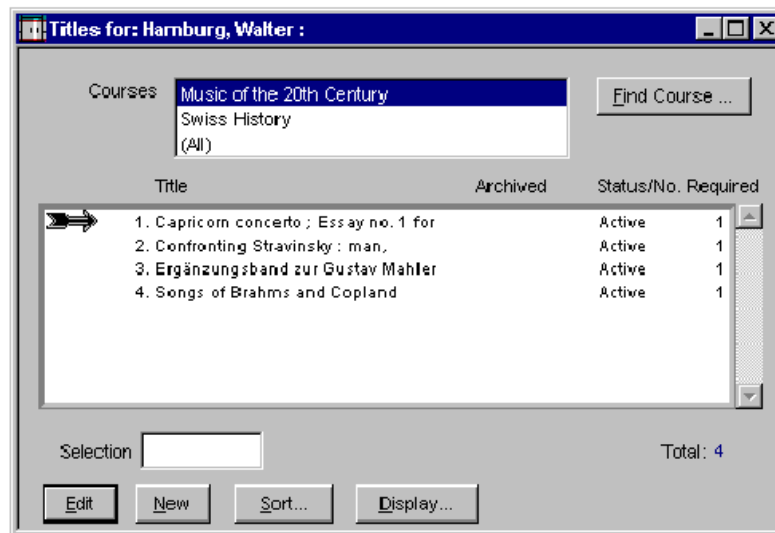 Titles for: Harnburg, Walter :
Courses
Music of the 20th Century
Swiss History
(All)
Find Course ...
Title Archived Status/No. Required
1. Capricorn concerto ; Essay no. 1 for Active 1
2. Confronting Stravinsky : man, Active 1
3. Ergänzungsband zur Gustav Mahler Active 1
4. Songs of Brahms and Copland Active 1
Selection Total: 4
Edit New Sort... Display...